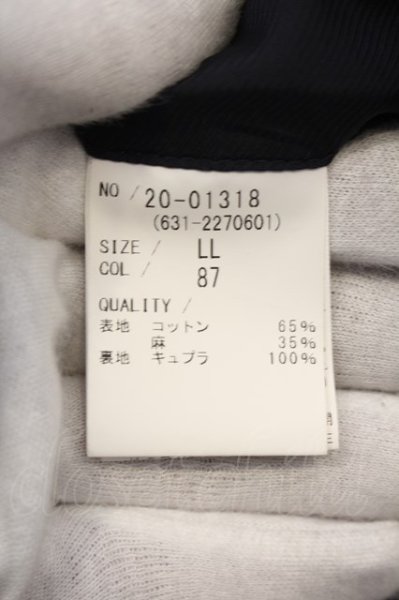 NO / 20-01318
(631-2270601)
SIZE / LL
COL / 87
QUALITY /
表地 コットン 65%
麻 35%
裏地 キュプラ 100%